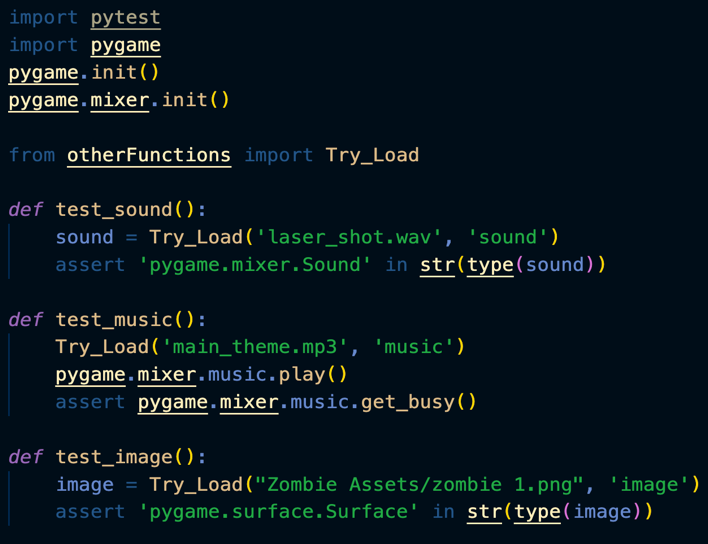 import pytest
import pygame
pygame.init()
pygame.mixer.init()
from otherFunctions import Try_Load
def test_sound():
sound = Try_Load('laser_shot.wav', 'sound')
assert 'pygame.mixer.Sound' in str(type(sound))
def test_music():
Try_Load('main_theme.mp3', 'music')
pygame.mixer.music.play()
assert pygame.mixer.music.get_busy()
def test_image():
image = Try_Load("Zombie Assets/zombie 1.png", 'image')
assert 'pygame.surface.Surface' in str(type(image))